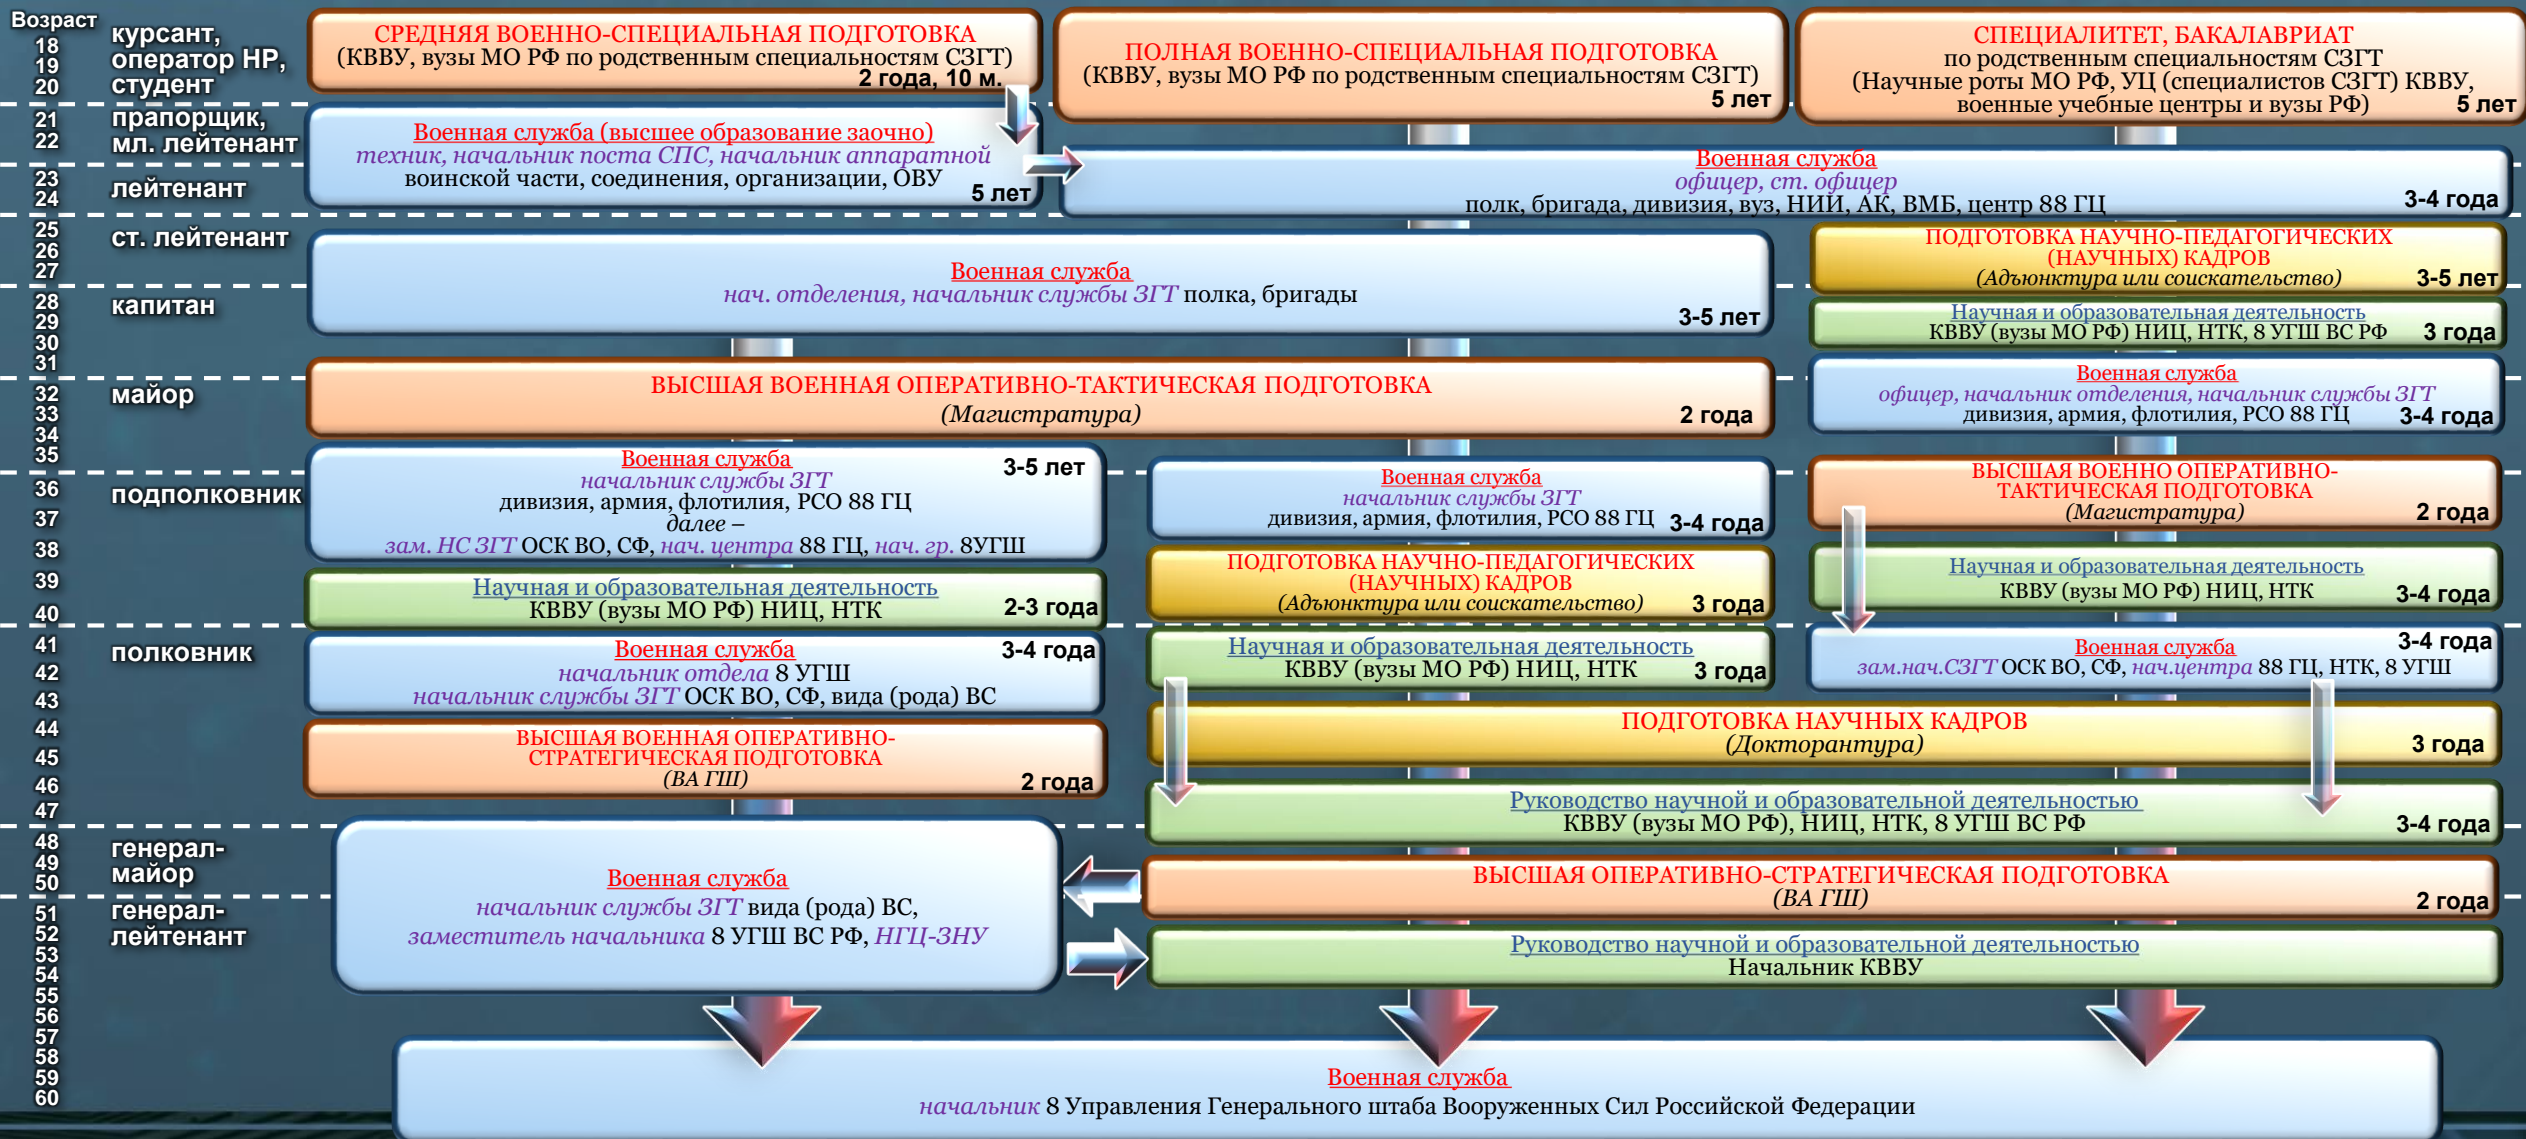 Возраст
18
19
20
21
22
23
24
25
26
27
28
29
30
31
32
33
34
35
36
37
38
39
40
41
42
43
44
45
46
47
48
49
50
51
52
53
54
55
56
57
58
59
60
курсант,
оператор НР,
студент
прапорщик,
мл. лейтенант
лейтенант
ст. лейтенант
капитан
майор
подполковник
полковник
генерал-
майор
генерал-
лейтенант
СРЕДНЯЯ ВОЕННО-СПЕЦИАЛЬНАЯ ПОДГОТОВКА
(КВВУ, вузы МО РФ по родственным специальностям СЗГТ)
2 года, 10 м.
ПОЛНАЯ ВОЕННО-СПЕЦИАЛЬНАЯ ПОДГОТОВКА
(КВВУ, вузы МО РФ по родственным специальностям СЗГТ)
5 лет
СПЕЦИАЛИТЕТ, БАКАЛАВРИАТ
по родственным специальностям СЗГТ
(Научные роты МО РФ, УЦ (специалистов СЗГТ) КВВУ,
военные учебные центры и вузы РФ)
5 лет
Военная служба (высшее образование заочно)
техник, начальник поста СПС, начальник аппаратной
воинской части, соединения, организации, ОВУ
5 лет
Военная служба
офицер, ст. офицер
полк, бригада, дивизия, вуз, НИИ, АК, ВМБ, центр 88 ГЦ
3-4 года
Военная служба
нач. отделения, начальник службы ЗГТ полка, бригады
3-5 лет
ПОДГОТОВКА НАУЧНО-ПЕДАГОГИЧЕСКИХ
(НАУЧНЫХ) КАДРОВ
(Адъюнктура или соискательство)
3-5 лет
Научная и образовательная деятельность
КВВУ (вузы МО РФ) НИЦ, НТК, 8 УГШ ВС РФ
3 года
ВЫСШАЯ ВОЕННАЯ ОПЕРАТИВНО-ТАКТИЧЕСКАЯ ПОДГОТОВКА
(Магистратура)
2 года
Военная служба
офицер, начальник отделения, начальник службы ЗГТ
дивизия, армия, флотилия, РСО 88 ГЦ
3-4 года
Военная служба
3-5 лет
начальник службы ЗГТ
дивизия, армия, флотилия, РСО 88 ГЦ
далее –
зам. НС ЗГТ ОСК ВО, СФ, нач. центра 88 ГЦ, нач. гр. 8УГШ
Военная служба
начальник службы ЗГТ
дивизия, армия, флотилия, РСО 88 ГЦ
3-4 года
ВЫСШАЯ ВОЕННО ОПЕРАТИВНО-
ТАКТИЧЕСКАЯ ПОДГОТОВКА
(Магистратура)
2 года
Научная и образовательная деятельность
КВВУ (вузы МО РФ) НИЦ, НТК
2-3 года
ПОДГОТОВКА НАУЧНО-ПЕДАГОГИЧЕСКИХ
(НАУЧНЫХ) КАДРОВ
(Адъюнктура или соискательство)
3 года
Научная и образовательная деятельность
КВВУ (вузы МО РФ) НИЦ, НТК
3-4 года
Военная служба
3-4 года
начальник отдела 8 УГШ
начальник службы ЗГТ ОСК ВО, СФ, вида (рода) ВС
Научная и образовательная деятельность
КВВУ (вузы МО РФ) НИЦ, НТК
3 года
Военная служба
3-4 года
зам.нач.СЗГТ ОСК ВО, СФ, нач.центра 88 ГЦ, НТК, 8 УГШ
ВЫСШАЯ ВОЕННАЯ ОПЕРАТИВНО-
СТРАТЕГИЧЕСКАЯ ПОДГОТОВКА
(ВА ГШ)
2 года
ПОДГОТОВКА НАУЧНЫХ КАДРОВ
(Докторантура)
3 года
Руководство научной и образовательной деятельностью
КВВУ (вузы МО РФ), НИЦ, НТК, 8 УГШ ВС РФ
3-4 года
Военная служба
начальник службы ЗГТ вида (рода) ВС,
заместитель начальника 8 УГШ ВС РФ, НГЦ-ЗНУ
ВЫСШАЯ ОПЕРАТИВНО-СТРАТЕГИЧЕСКАЯ ПОДГОТОВКА
(ВА ГШ)
2 года
Руководство научной и образовательной деятельностью
Начальник КВВУ
Военная служба
начальник 8 Управления Генерального штаба Вооруженных Сил Российской Федерации